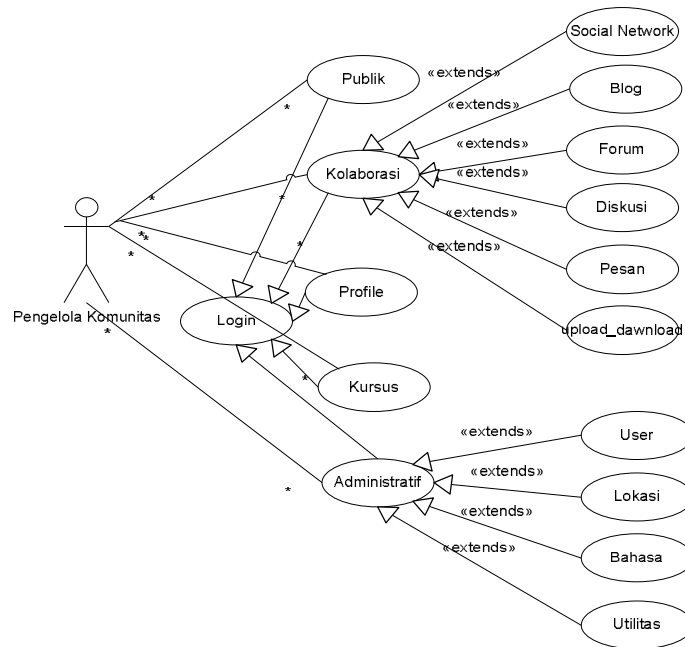 Social Network
«extends»
Publik
Blog
«extends»
*
«extends»
Forum
«extends»
Kolaborasi
*
*
Diskusi
*
*
*
«extends»
*
Pesan
Profile
Pengelola Komunitas
Login
*
upload_dawnload
*
Kursus
«extends»
User
«extends»
Administratif
*
Lokasi
«extends»
«extends»
Bahasa
Utilitas